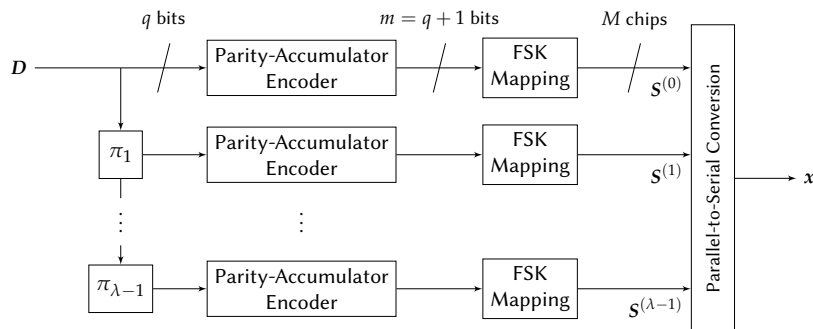 q bits
m = q + 1 bits
M chips
D
Parity-Accumulator
Encoder
FSK
Mapping
S^(0)
π_1
Parity-Accumulator
Encoder
FSK
Mapping
S^(1)
Parallel-to-Serial Conversion
x
⋮
⋮
π_{λ−1}
Parity-Accumulator
Encoder
FSK
Mapping
S^(λ−1)